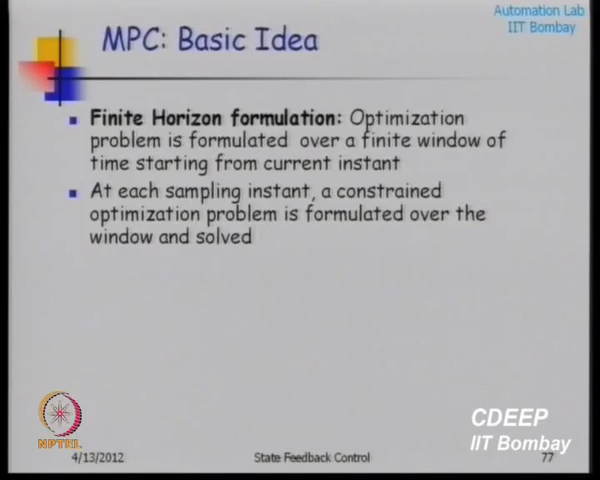 Automation Lab
IIT Bombay
MPC: Basic Idea
Finite Horizon formulation: Optimization
problem is formulated over a finite window of
time starting from current instant
At each sampling instant, a constrained
optimization problem is formulated over the
window and solved
NPTEL
CDEEP
IIT Bombay
4/13/2012
State Feedback Control
77